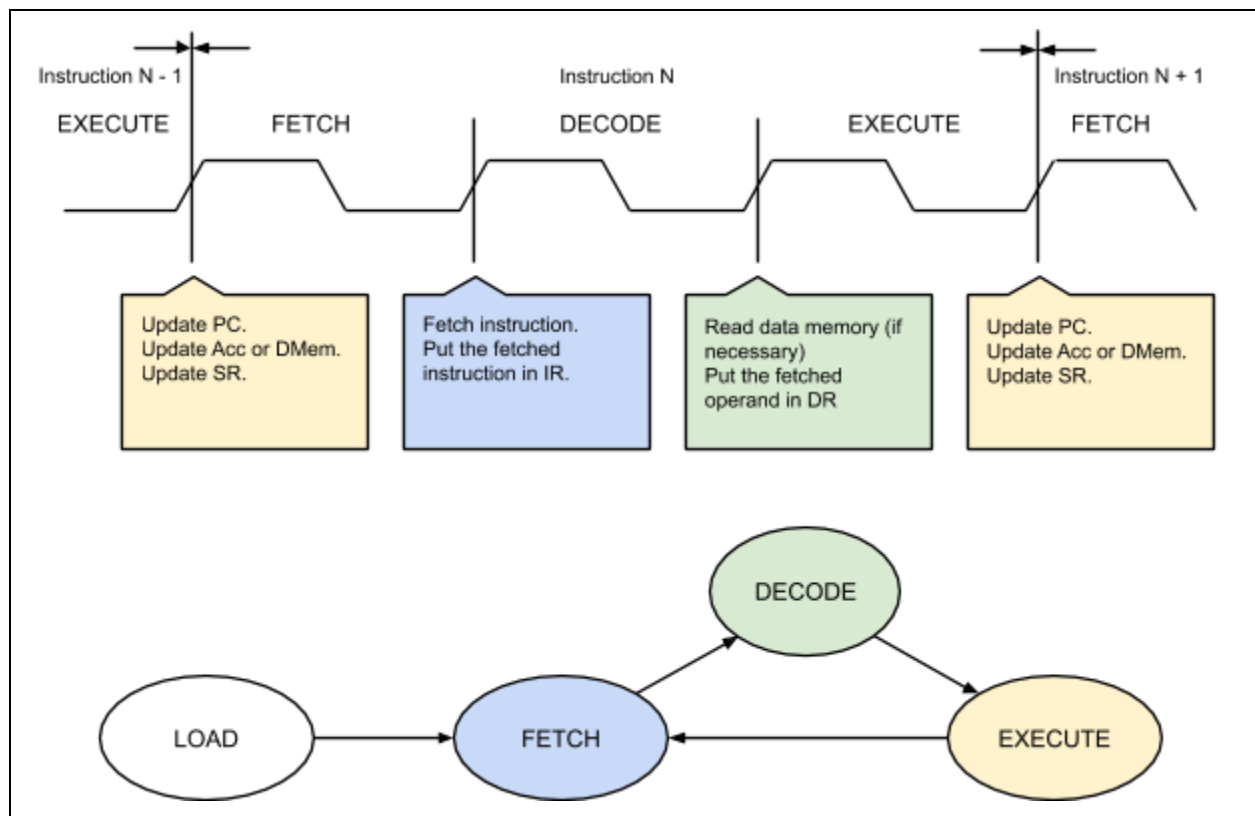 Instruction N - 1
Instruction N
Instruction N + 1
EXECUTE
FETCH
DECODE
EXECUTE
FETCH
Update PC.
Update Acc or DMem.
Update SR.
Fetch instruction.
Put the fetched
instruction in IR.
Read data memory (if
necessary)
Put the fetched
operand in DR
Update PC.
Update Acc or DMem.
Update SR.
DECODE
LOAD
FETCH
EXECUTE